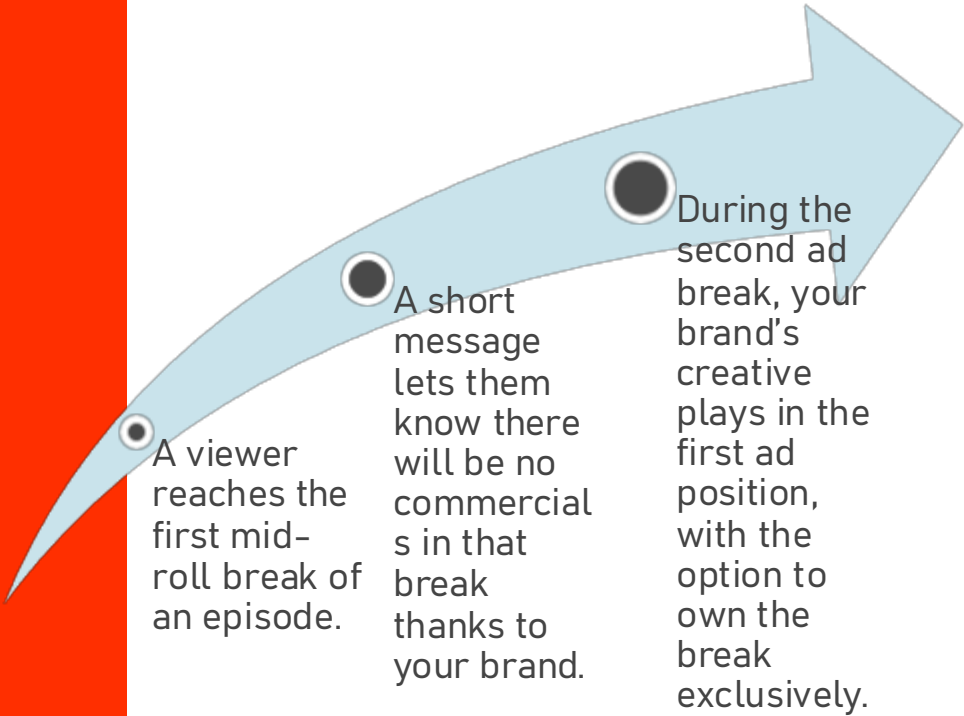 A viewer
reaches the
first mid-
roll break of
an episode.
A short
message
lets them
know there
will be no
commercial
s in that
break
thanks to
your brand.
During the
second ad
break, your
brand’s
creative
plays in the
first ad
position,
with the
option to
own the
break
exclusively.